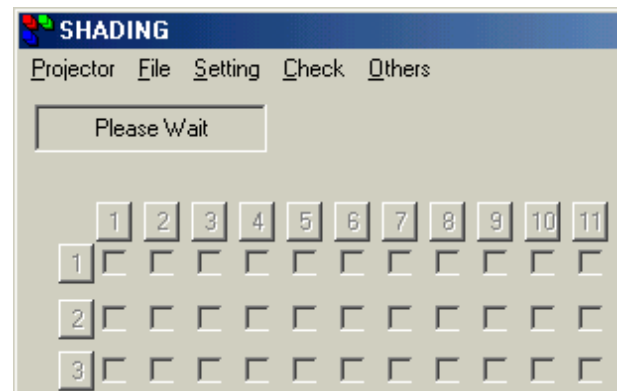 SHADING
Projector File Setting Check Others
Please Wait
1 2 3 4 5 6 7 8 9 10 11
1
2
3